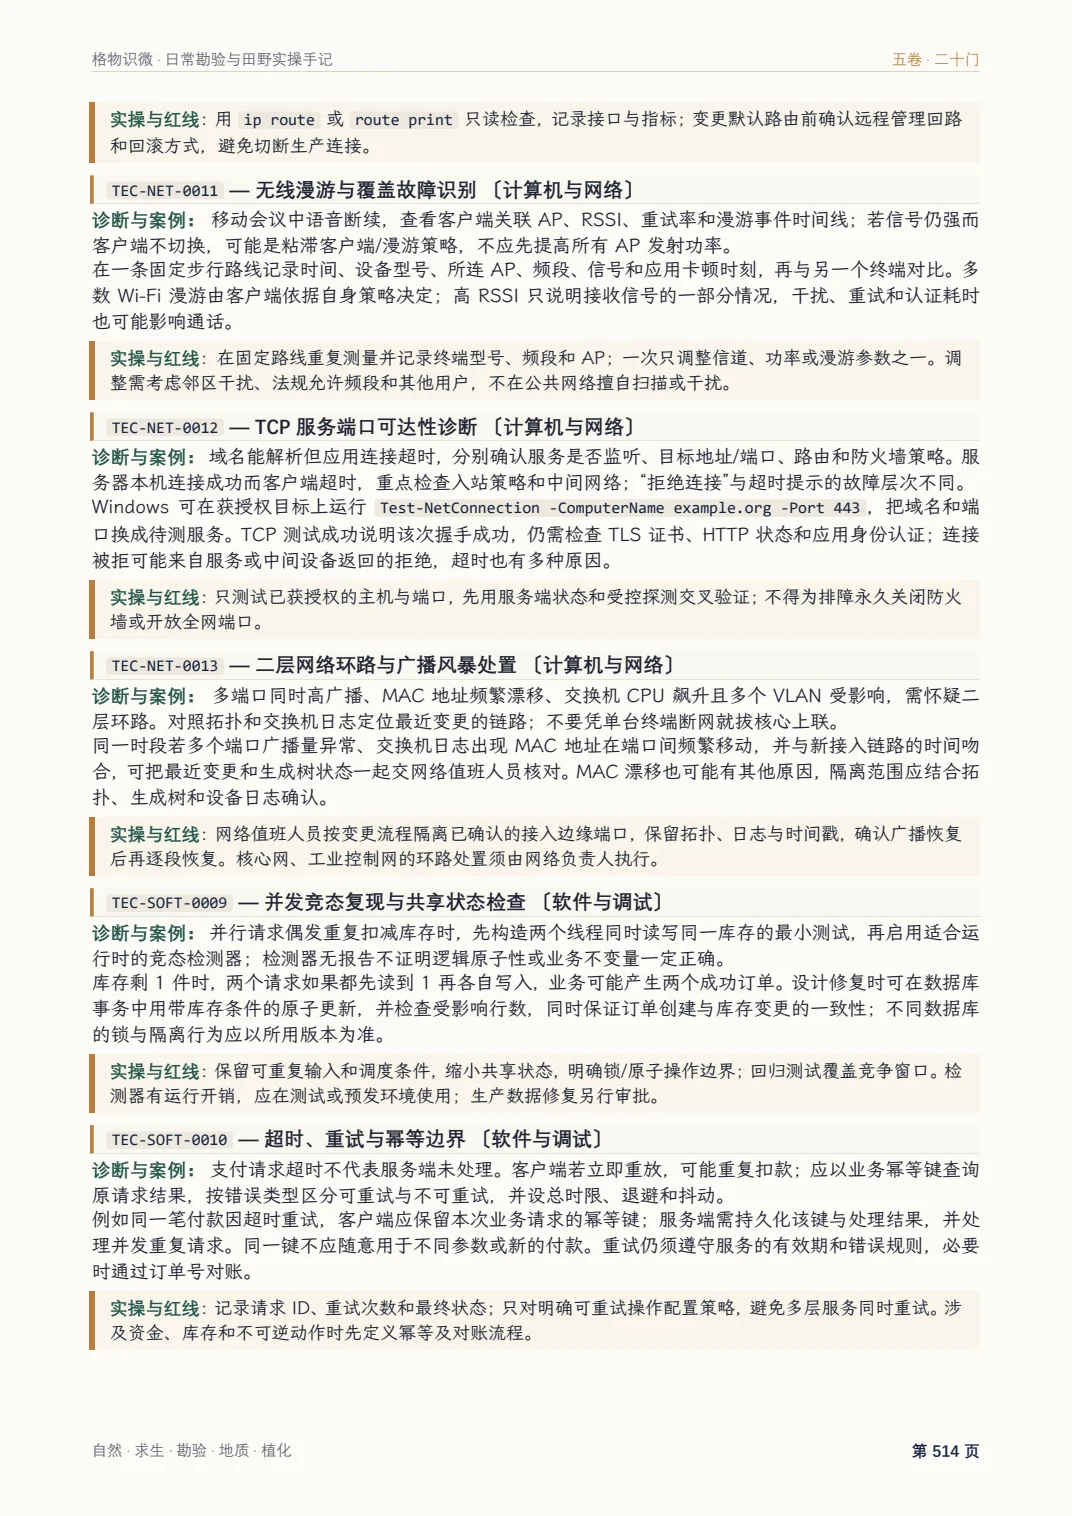 格物识微 · 日常勘验与田野实操手记
五卷 · 二十门
实操与红线：用 ip route 或 route print 只读检查，记录接口与指标；变更默认路由前确认远程管理回路
和回滚方式，避免切断生产连接。
TEC-NET-0011 — 无线漫游与覆盖故障识别 〔计算机与网络〕
诊断与案例： 移动会议中语音断续，查看客户端关联 AP、RSSI、重试率和漫游事件时间线；若信号仍强而
客户端不切换，可能是粘滞客户端/漫游策略，不应先提高所有 AP 发射功率。
在一条固定步行路线记录时间、设备型号、所连 AP、频段、信号和应用卡顿时刻，再与另一个终端对比。多
数 Wi-Fi 漫游由客户端依据自身策略决定；高 RSSI 只说明接收信号的一部分情况，干扰、重试和认证耗时
也可能影响通话。
实操与红线：在固定路线重复测量并记录终端型号、频段和 AP；一次只调整信道、功率或漫游参数之一。调
整需考虑邻区干扰、法规允许频段和其他用户，不在公共网络擅自扫描或干扰。
TEC-NET-0012 — TCP 服务端口可达性诊断 〔计算机与网络〕
诊断与案例： 域名能解析但应用连接超时，分别确认服务是否监听、目标地址/端口、路由和防火墙策略。服
务器本机连接成功而客户端超时，重点检查入站策略和中间网络；“拒绝连接”与超时提示的故障层次不同。
Windows 可在获授权目标上运行 Test-NetConnection -ComputerName example.org -Port 443，把域名和端
口换成待测服务。TCP 测试成功说明该次握手成功，仍需检查 TLS 证书、HTTP 状态和应用身份认证；连接
被拒可能来自服务或中间设备返回的拒绝，超时也有多种原因。
实操与红线：只测试已获授权的主机与端口，先用服务端状态和受控探测交叉验证；不得为排障永久关闭防火
墙或开放全网端口。
TEC-NET-0013 — 二层网络环路与广播风暴处置 〔计算机与网络〕
诊断与案例： 多端口同时高广播、MAC 地址频繁漂移、交换机 CPU 飙升且多个 VLAN 受影响，需怀疑二
层环路。对照拓扑和交换机日志定位最近变更的链路；不要凭单台终端断网就拔核心上联。
同一时段若多个端口广播量异常、交换机日志出现 MAC 地址在端口间频繁移动，并与新接入链路的时间吻
合，可把最近变更和生成树状态一起交网络值班人员核对。MAC 漂移也可能有其他原因，隔离范围应结合拓
扑、生成树和设备日志确认。
实操与红线：网络值班人员按变更流程隔离已确认的接入边缘端口，保留拓扑、日志与时间戳，确认广播恢复
后再逐段恢复。核心网、工业控制网的环路处置须由网络负责人执行。
TEC-SOFT-0009 — 并发竞态复现与共享状态检查 〔软件与调试〕
诊断与案例： 并行请求偶发重复扣减库存时，先构造两个线程同时读写同一库存的最小测试，再启用适合运
行时的竞态检测器；检测器无报告不证明逻辑原子性或业务不变量一定正确。
库存剩 1 件时，两个请求如果都先读到 1 再各自写入，业务可能产生两个成功订单。设计修复时可在数据库
事务中用带库存条件的原子更新，并检查受影响行数，同时保证订单创建与库存变更的一致性；不同数据库
的锁与隔离行为应以所用版本为准。
实操与红线：保留可重复输入和调度条件，缩小共享状态，明确锁/原子操作边界；回归测试覆盖竞争窗口。检
测器有运行开销，应在测试或预发环境使用；生产数据修复另行审批。
TEC-SOFT-0010 — 超时、重试与幂等边界 〔软件与调试〕
诊断与案例： 支付请求超时不代表服务端未处理。客户端若立即重放，可能重复扣款；应以业务幂等键查询
原请求结果，按错误类型区分可重试与不可重试，并设总时限、退避和抖动。
例如同一笔付款因超时重试，客户端应保留本次业务请求的幂等键；服务端需持久化该键与处理结果，并处
理并发重复请求。同一键不应随意用于不同参数或新的付款。重试仍须遵守服务的有效期和错误规则，必要
时通过订单号对账。
实操与红线：记录请求 ID、重试次数和最终状态；只对明确可重试操作配置策略，避免多层服务同时重试。涉
及资金、库存和不可逆动作时先定义幂等及对账流程。
自然 · 求生 · 勘验 · 地质 · 植化
第 514 页